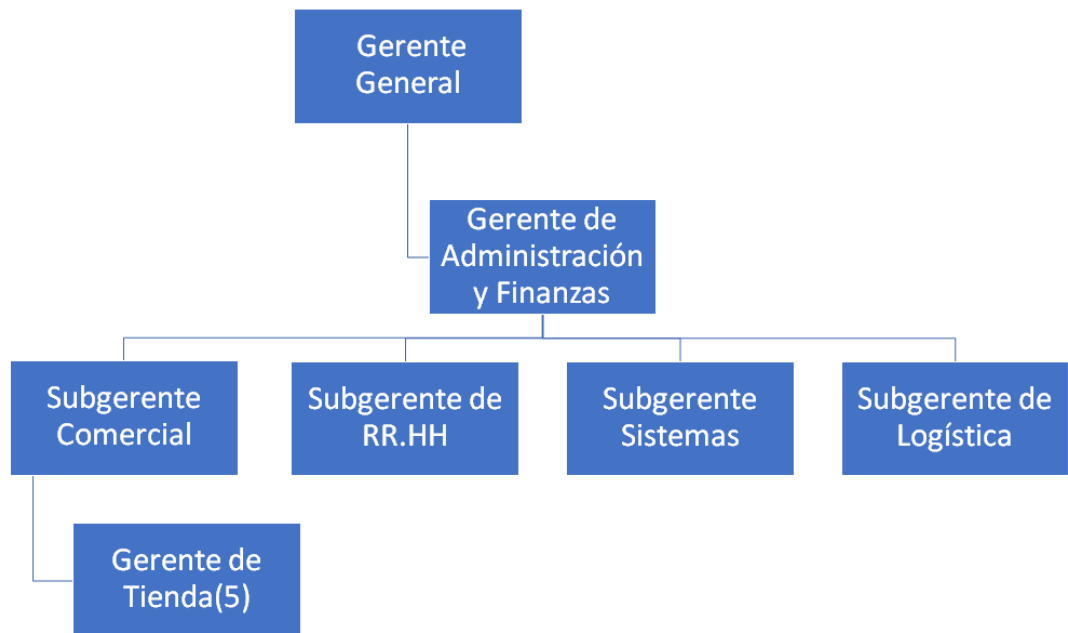 Gerente
General
Gerente de
Administración
y Finanzas
Subgerente
Comercial
Subgerente de
RR.HH
Subgerente
Sistemas
Subgerente de
Logística
Gerente de
Tienda(5)